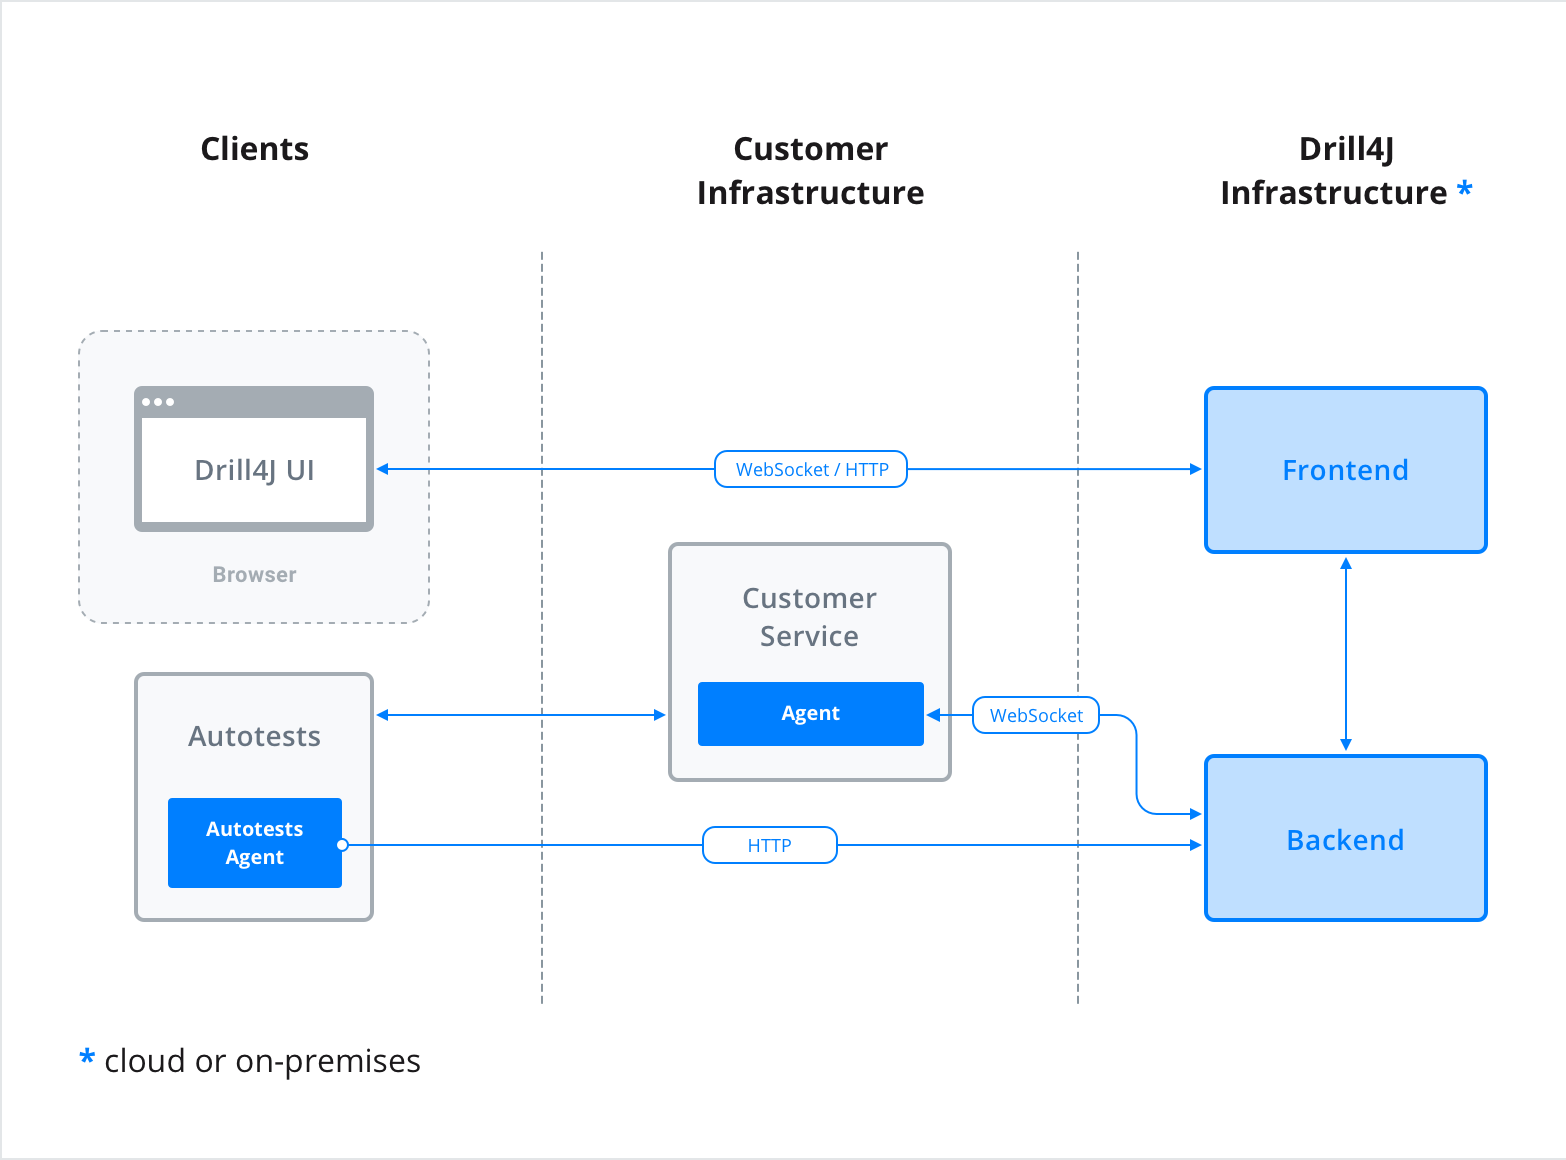 Clients
Customer
Infrastructure
Drill4J
Infrastructure *
Drill4J UI
Browser
WebSocket / HTTP
Frontend
Customer
Service
Agent
WebSocket
Autotests
Autotests
Agent
HTTP
Backend
* cloud or on-premises